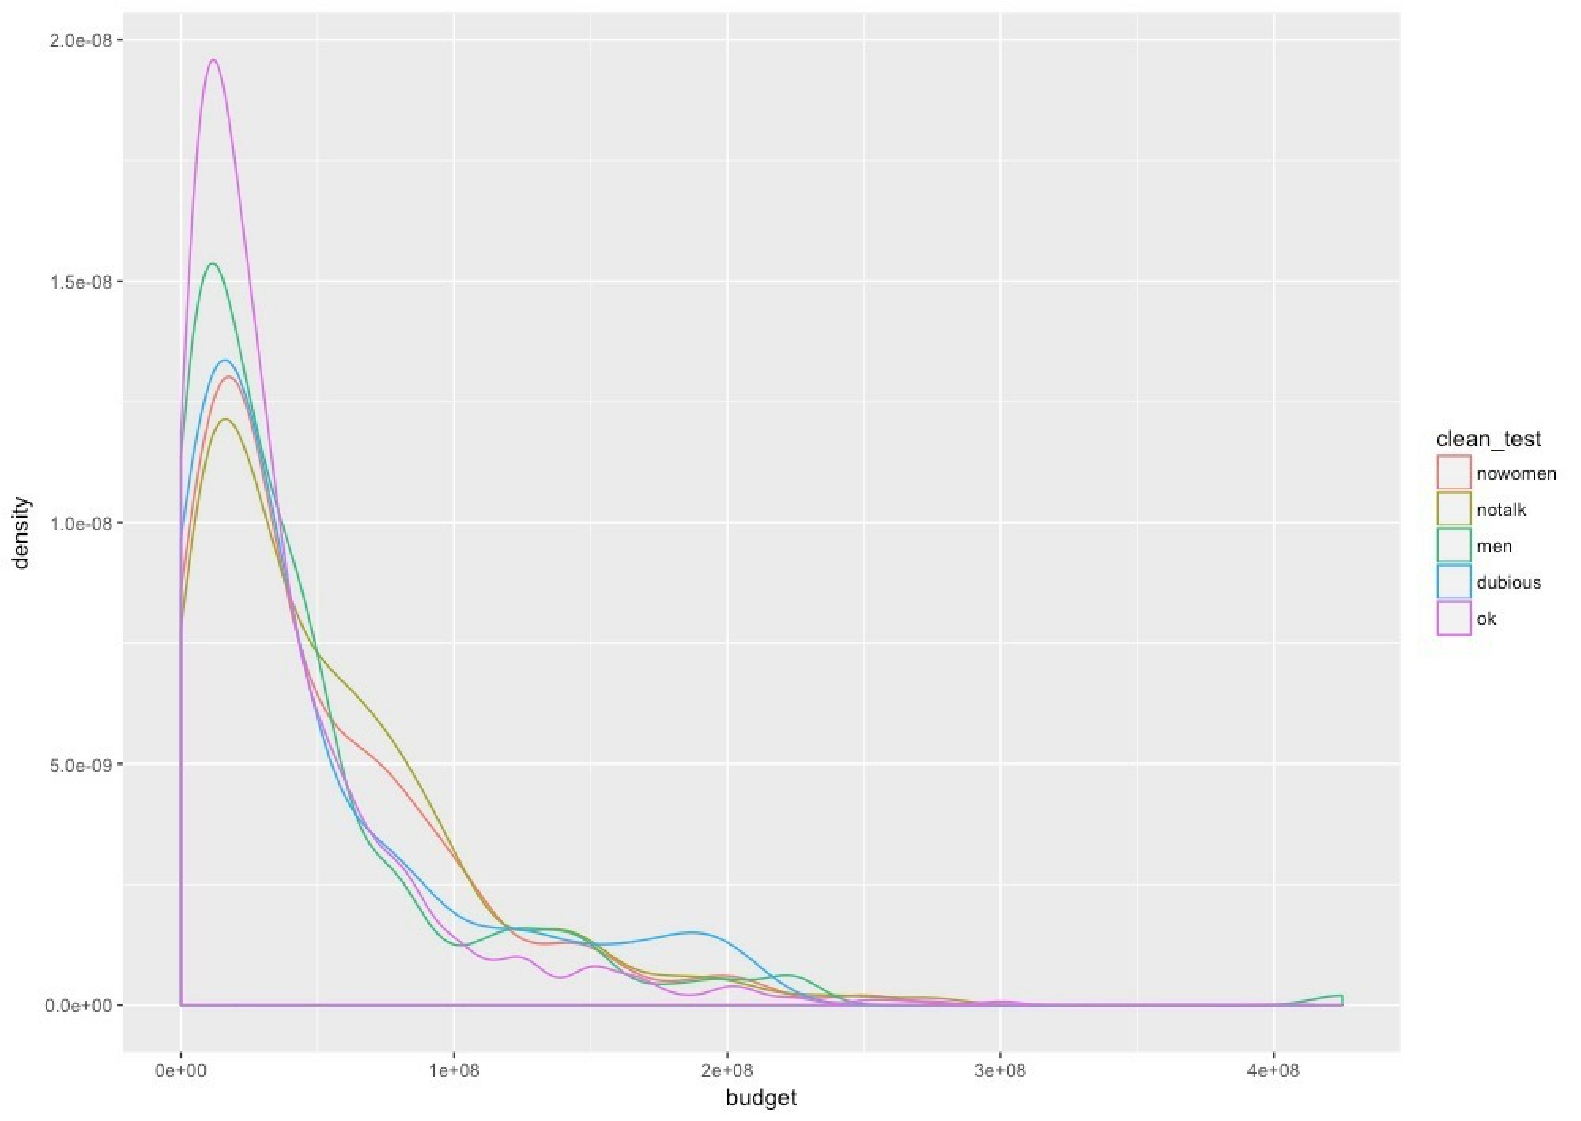 2.0e-08
1.5e-08
1.0e-08
5.0e-09
0.0e+00
density
0e+00 1e+08 2e+08 3e+08 4e+08
budget
clean_test
nowomen
notalk
men
dubious
ok